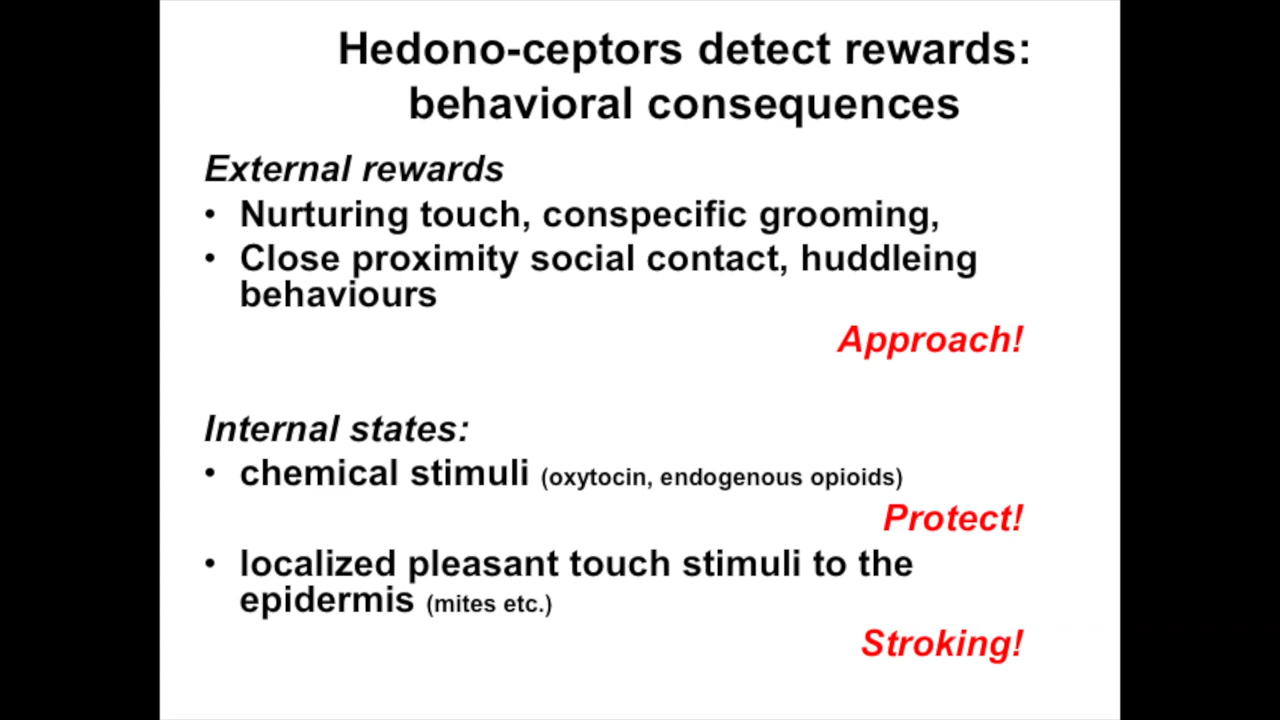 Hedono-ceptors detect rewards:
behavioral consequences
External rewards
• Nurturing touch, conspecific grooming,
• Close proximity social contact, huddleing
behaviours
Approach!
Internal states:
• chemical stimuli (oxytocin, endogenous opioids)
Protect!
• localized pleasant touch stimuli to the
epidermis (mites etc.)
Stroking!